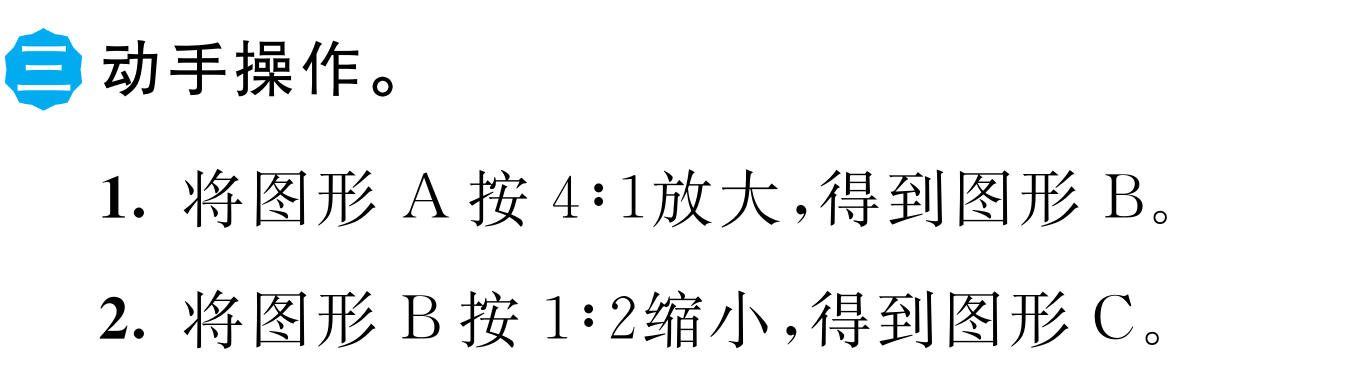 三 动手操作。
1. 将图形 A 按 4∶1放大,得到图形 B。
2. 将图形 B 按 1∶2缩小,得到图形 C。